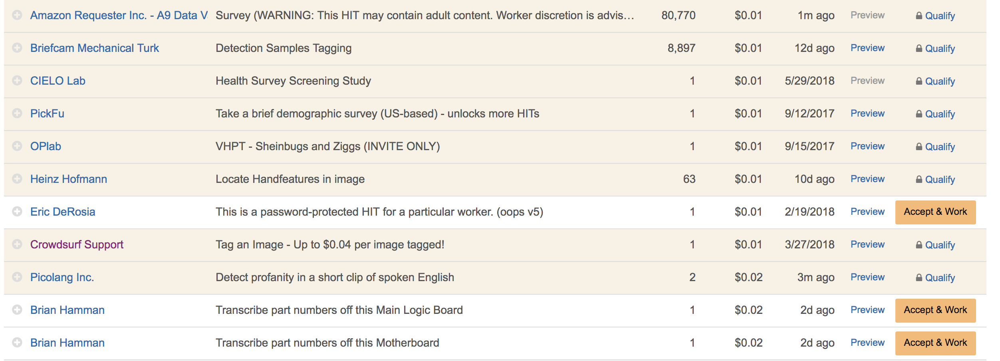 Amazon Requester Inc. - A9 Data V Survey (WARNING: This HIT may contain adult content. Worker discretion is advis... 80,770 $0.01 1m ago Preview Qualify
Briefcam Mechanical Turk Detection Samples Tagging 8,897 $0.01 12d ago Preview Qualify
CIELO Lab Health Survey Screening Study 1 $0.01 5/29/2018 Preview Qualify
PickFu Take a brief demographic survey (US-based) - unlocks more HITs 1 $0.01 9/12/2017 Preview Qualify
OPlab VHPT - Sheinbugs and Ziggs (INVITE ONLY) 1 $0.01 9/15/2017 Preview Qualify
Heinz Hofmann Locate Handfeatures in image 63 $0.01 10d ago Preview Qualify
Eric DeRosia This is a password-protected HIT for a particular worker. (oops v5) 1 $0.01 2/19/2018 Preview Accept & Work
Crowdsurf Support Tag an Image - Up to $0.04 per image tagged! 1 $0.01 3/27/2018 Preview Qualify
Picolang Inc. Detect profanity in a short clip of spoken English 2 $0.02 3m ago Preview Qualify
Brian Hamman Transcribe part numbers off this Main Logic Board 1 $0.02 2d ago Preview Accept & Work
Brian Hamman Transcribe part numbers off this Motherboard 1 $0.02 2d ago Preview Accept & Work